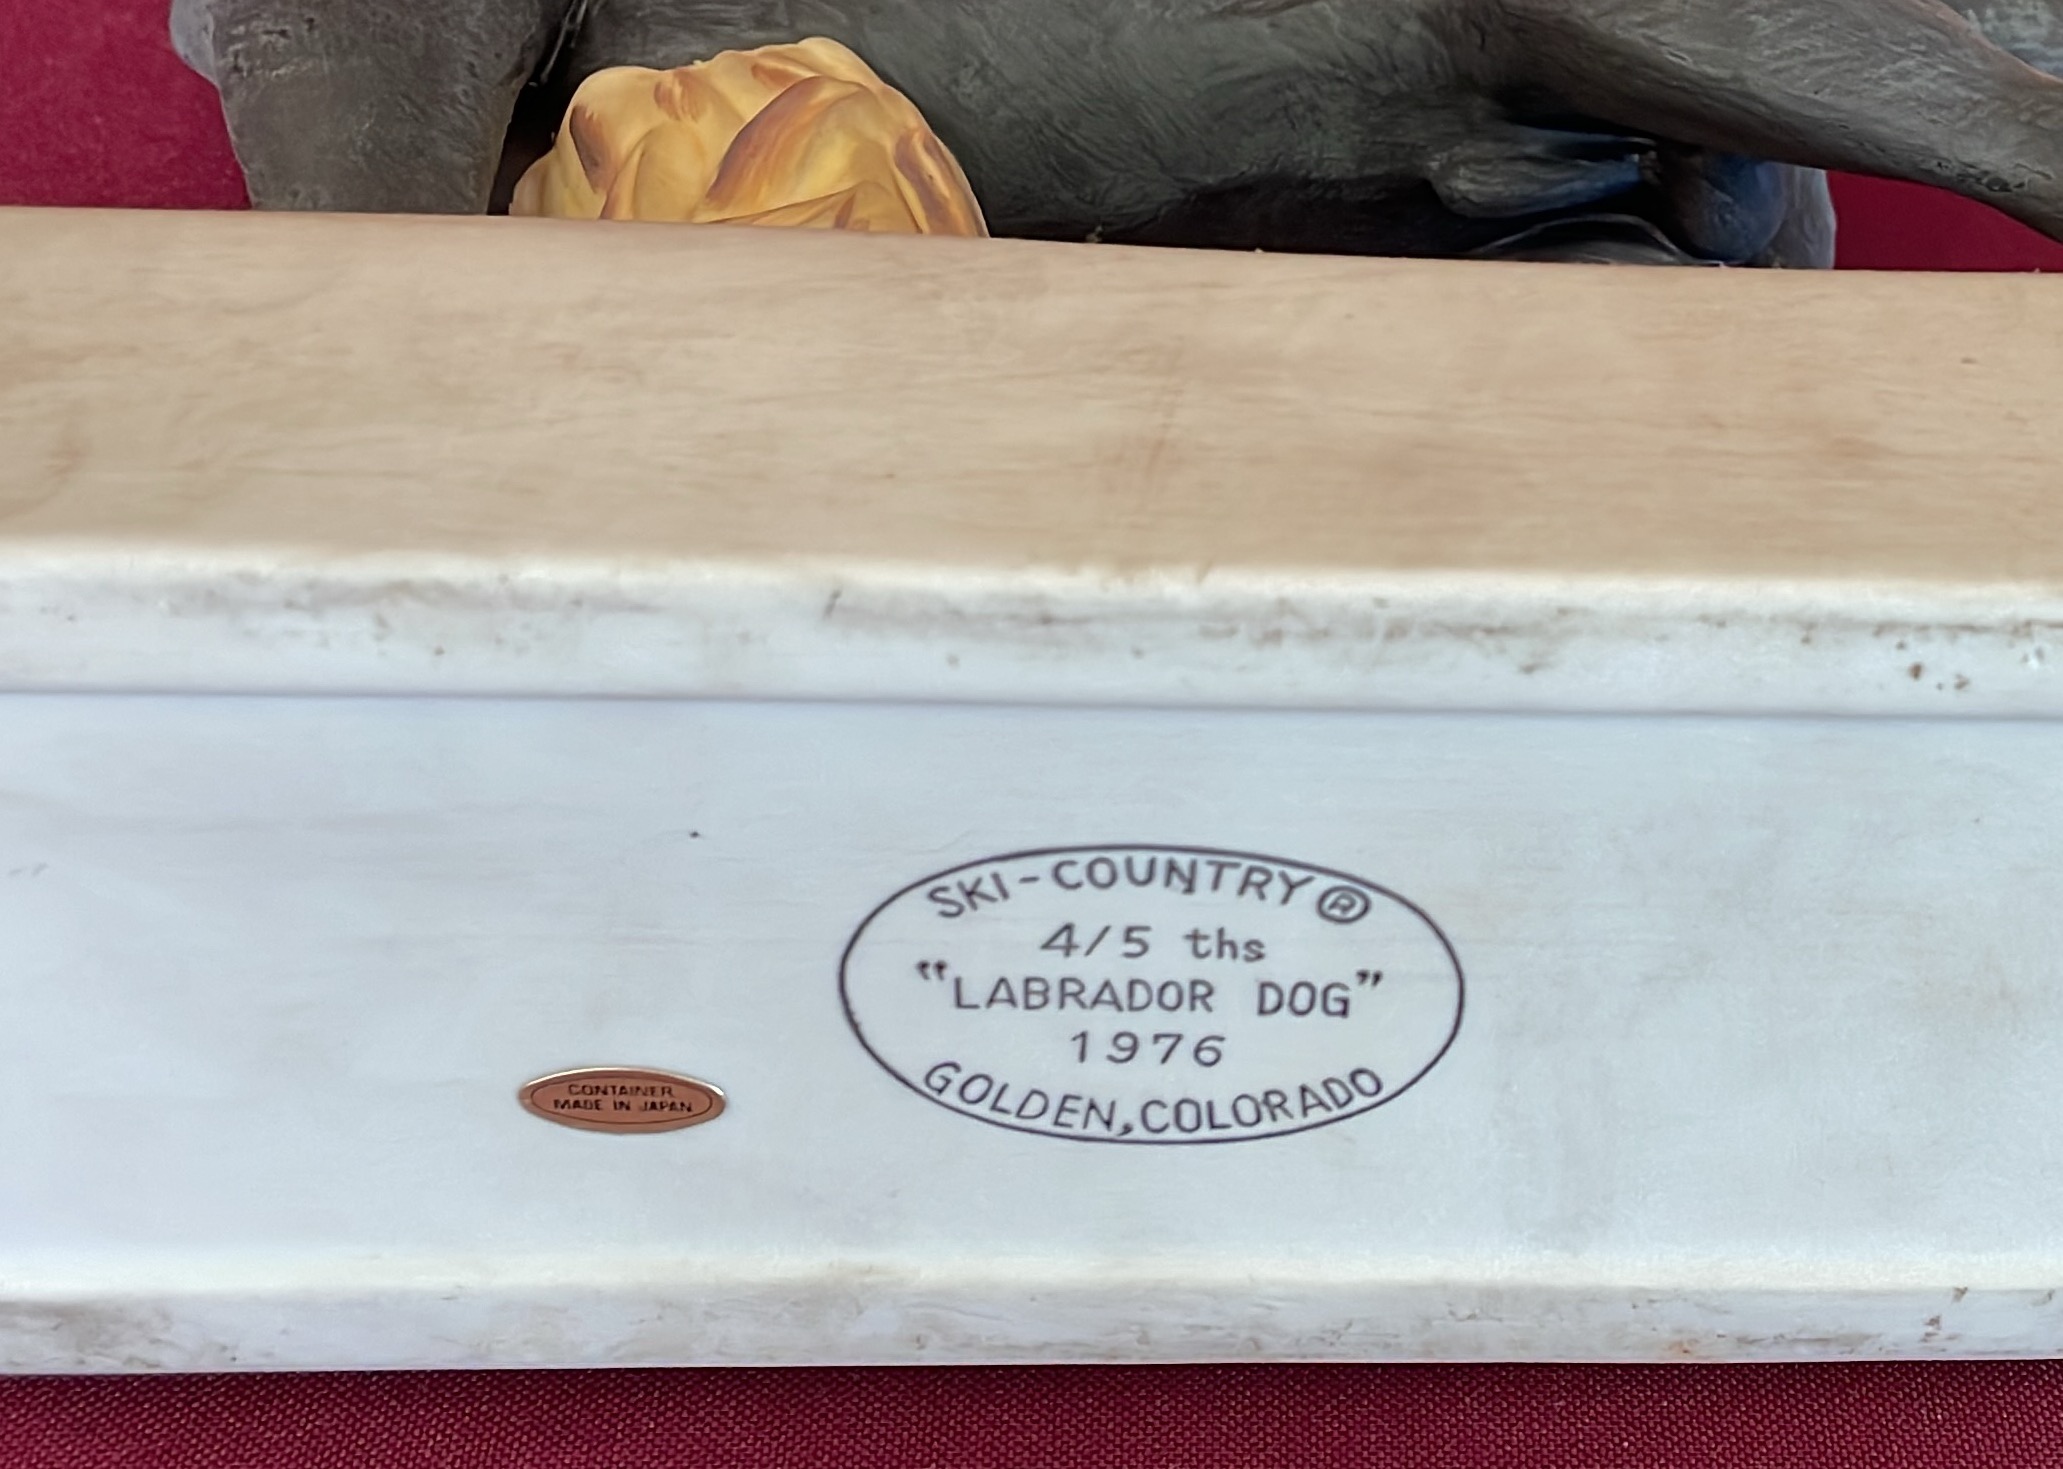 SKI-COUNTRY®
4/5 ths
"LABRADOR DOG"
1976
GOLDEN,COLORADO
CONTAINER
MADE IN JAPAN